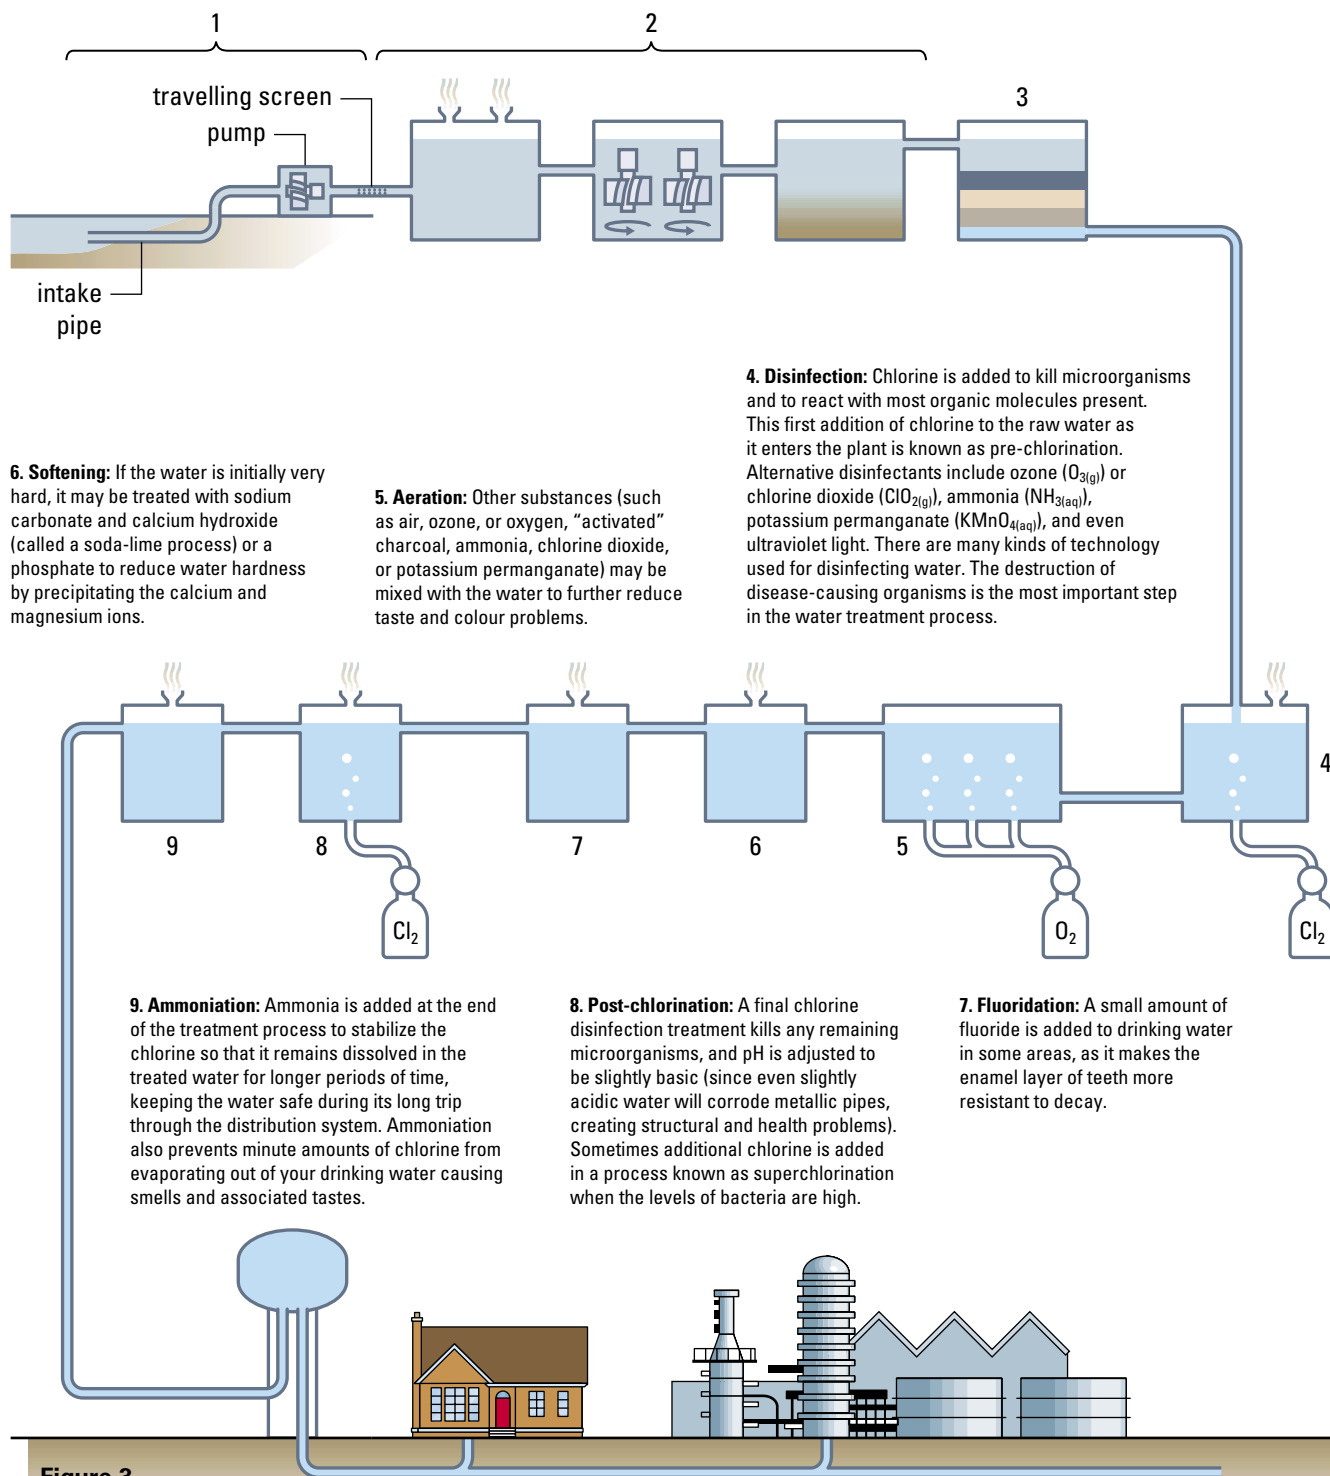 1
2
travelling screen
pump
3
intake
pipe
4. Disinfection: Chlorine is added to kill microorganisms
and to react with most organic molecules present.
This first addition of chlorine to the raw water as
it enters the plant is known as pre-chlorination.
Alternative disinfectants include ozone (O3(g)) or
chlorine dioxide (ClO2(g)), ammonia (NH3(aq)),
potassium permanganate (KMnO4(aq)), and even
ultraviolet light. There are many kinds of technology
used for disinfecting water. The destruction of
disease-causing organisms is the most important step
in the water treatment process.
6. Softening: If the water is initially very
hard, it may be treated with sodium
carbonate and calcium hydroxide
(called a soda-lime process) or a
phosphate to reduce water hardness
by precipitating the calcium and
magnesium ions.
5. Aeration: Other substances (such
as air, ozone, or oxygen, “activated”
charcoal, ammonia, chlorine dioxide,
or potassium permanganate) may be
mixed with the water to further reduce
taste and colour problems.
4
9
8
7
6
5
Cl2
O2
Cl2
9. Ammoniation: Ammonia is added at the end
of the treatment process to stabilize the
chlorine so that it remains dissolved in the
treated water for longer periods of time,
keeping the water safe during its long trip
through the distribution system. Ammoniation
also prevents minute amounts of chlorine from
evaporating out of your drinking water causing
smells and associated tastes.
8. Post-chlorination: A final chlorine
disinfection treatment kills any remaining
microorganisms, and pH is adjusted to
be slightly basic (since even slightly
acidic water will corrode metallic pipes,
creating structural and health problems).
Sometimes additional chlorine is added
in a process known as superchlorination
when the levels of bacteria are high.
7. Fluoridation: A small amount of
fluoride is added to drinking water
in some areas, as it makes the
enamel layer of teeth more
resistant to decay.
Figure 3